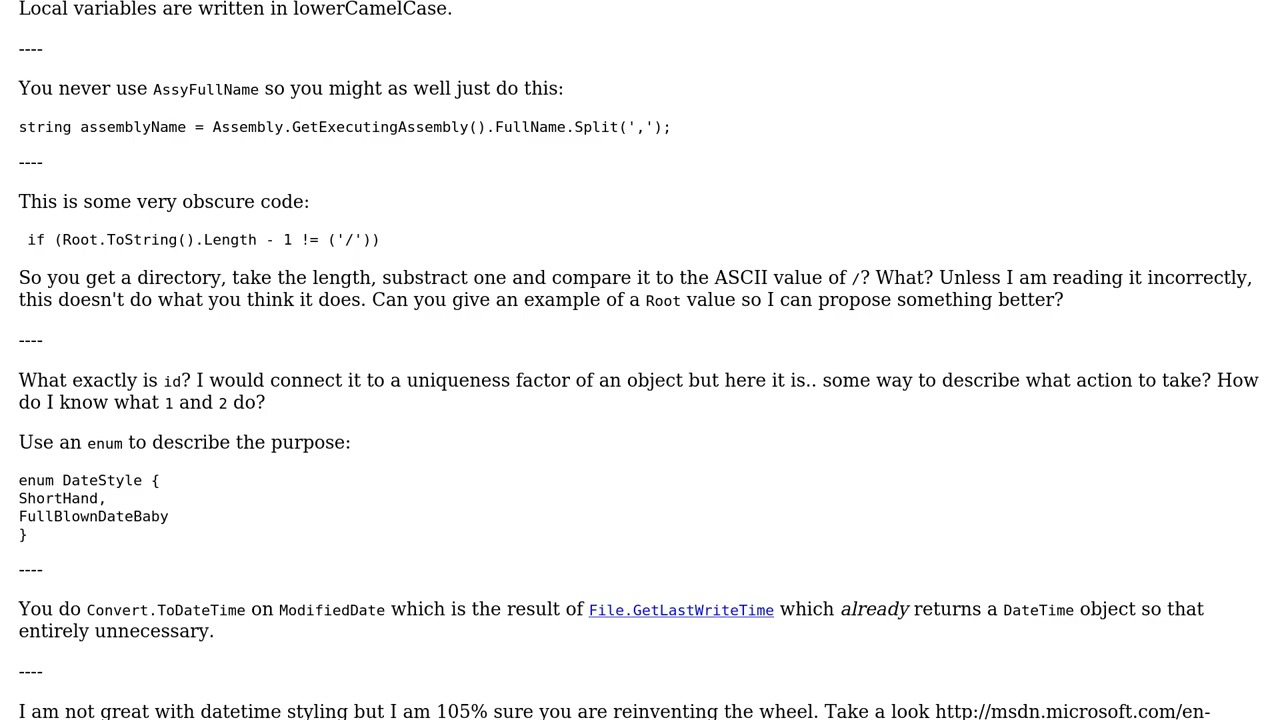 Local variables are written in lowerCamelCase.
----
You never use AssyFullName so you might as well just do this:
string assemblyName = Assembly.GetExecutingAssembly().FullName.Split(',');
----
This is some very obscure code:
if (Root.ToString().Length - 1 != ('/'))
So you get a directory, take the length, substract one and compare it to the ASCII value of /? What? Unless I am reading it incorrectly,
this doesn't do what you think it does. Can you give an example of a Root value so I can propose something better?
----
What exactly is id? I would connect it to a uniqueness factor of an object but here it is.. some way to describe what action to take? How
do I know what 1 and 2 do?
Use an enum to describe the purpose:
enum DateStyle {
ShortHand,
FullBlownDateBaby
}
----
You do Convert.ToDateTime on ModifiedDate which is the result of File.GetLastWriteTime which already returns a DateTime object so that
entirely unnecessary.
----
I am not great with datetime styling but I am 105% sure you are reinventing the wheel. Take a look http://msdn.microsoft.com/en-